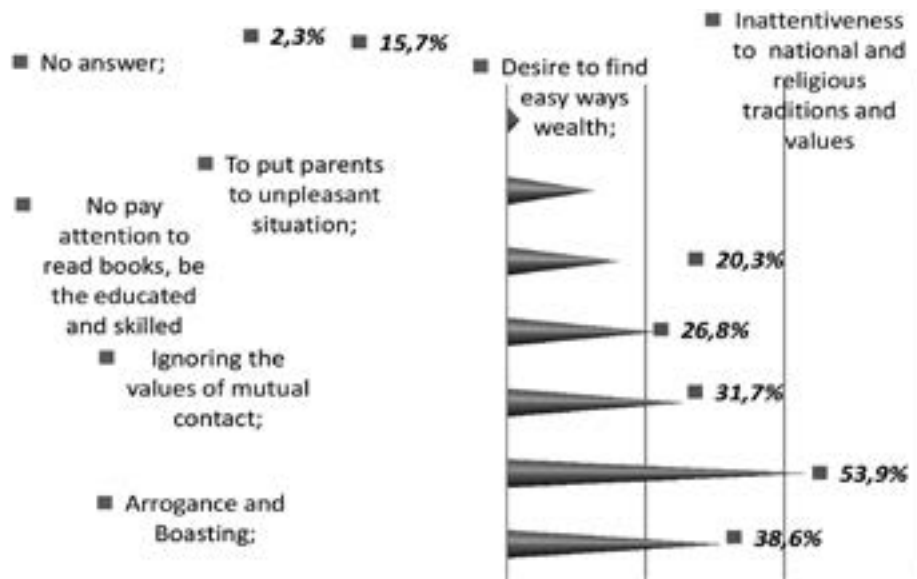 No answer;
2,3%
15,7%
Desire to find
easy ways
wealth;
Inattentiveness
to national and
religious
traditions and
values
To put parents
to unpleasant
situation;
No pay
attention to
read books, be
the educated
and skilled
20,3%
26,8%
Ignoring the
values of mutual
contact;
31,7%
53,9%
Arrogance and
Boasting;
38,6%